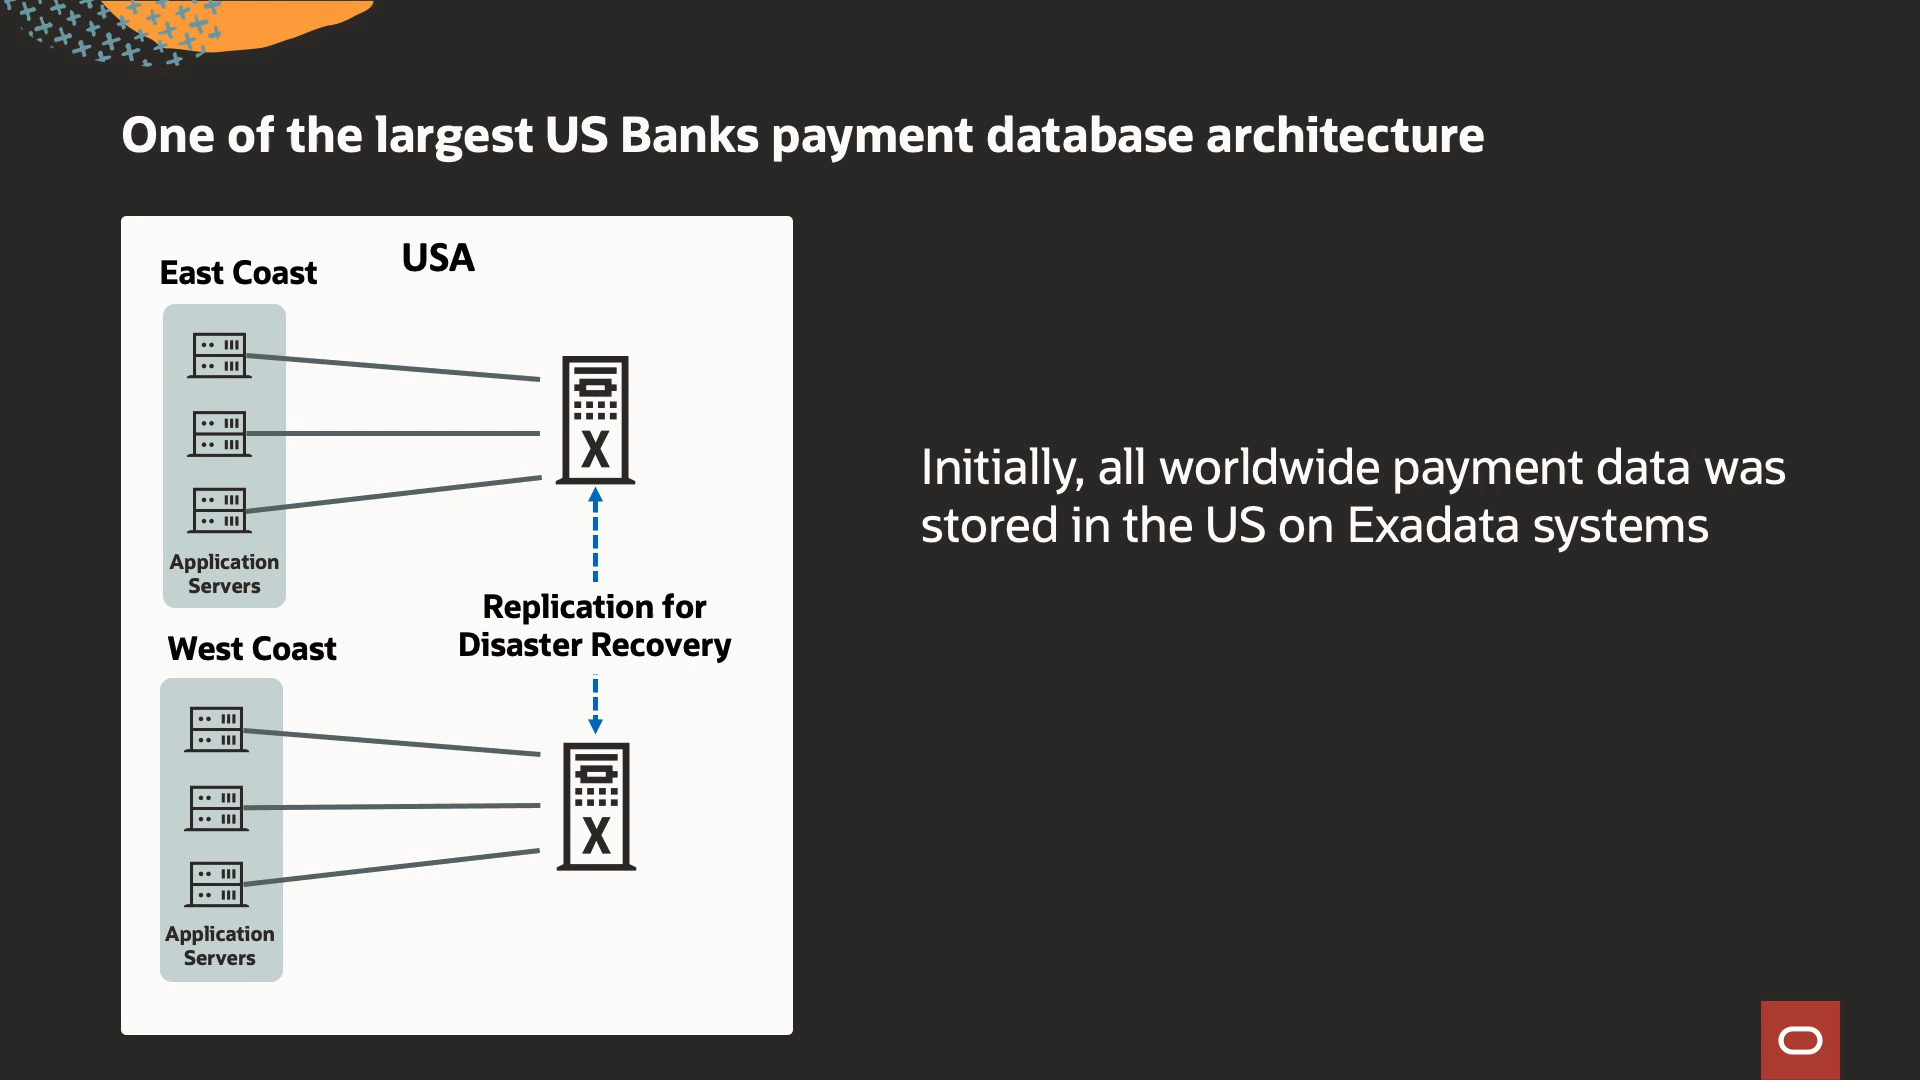 One of the largest US Banks payment database architecture
USA
East Coast
Application
Servers
X
Replication for
Disaster Recovery
West Coast
Application
Servers
X
Initially, all worldwide payment data was
stored in the US on Exadata systems